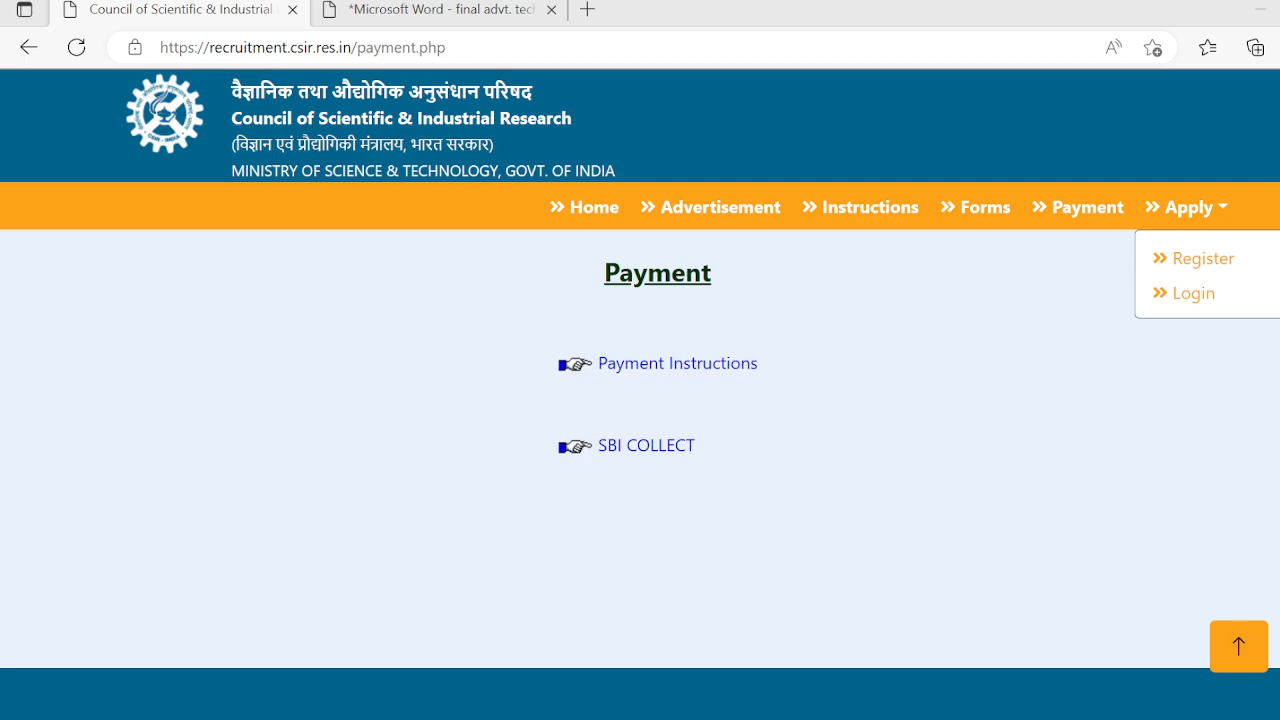 Council of Scientific & Industrial
*Microsoft Word - final advt. tec
https://recruitment.csir.res.in/payment.php
वैज्ञानिक तथा औद्योगिक अनुसंधान परिषद
Council of Scientific & Industrial Research
(विज्ञान एवं प्रौद्योगिकी मंत्रालय, भारत सरकार)
MINISTRY OF SCIENCE & TECHNOLOGY, GOVT. OF INDIA
Home Advertisement Instructions Forms Payment Apply
Register
Login
Payment
Payment Instructions
SBI COLLECT